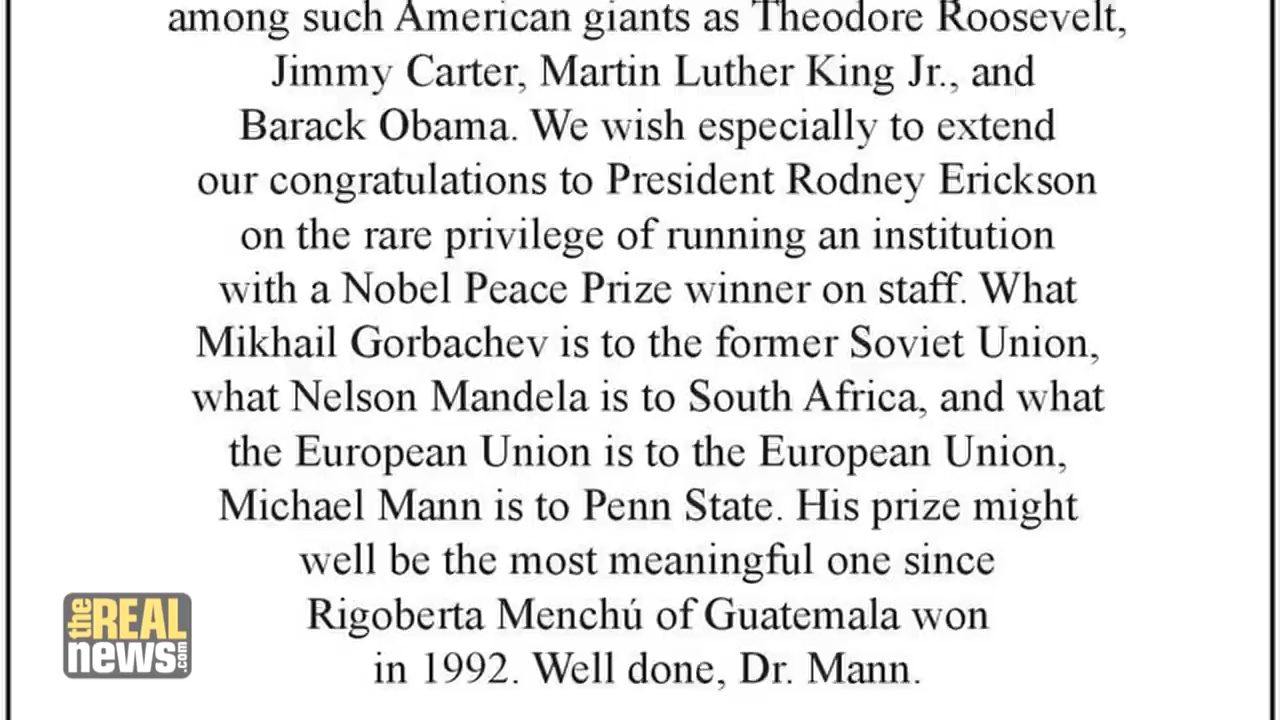 among such American giants as Theodore Roosevelt,
Jimmy Carter, Martin Luther King Jr., and
Barack Obama. We wish especially to extend
our congratulations to President Rodney Erickson
on the rare privilege of running an institution
with a Nobel Peace Prize winner on staff. What
Mikhail Gorbachev is to the former Soviet Union,
what Nelson Mandela is to South Africa, and what
the European Union is to the European Union,
Michael Mann is to Penn State. His prize might
well be the most meaningful one since
Rigoberta Menchú of Guatemala won
in 1992. Well done, Dr. Mann.
the REAL
news.com